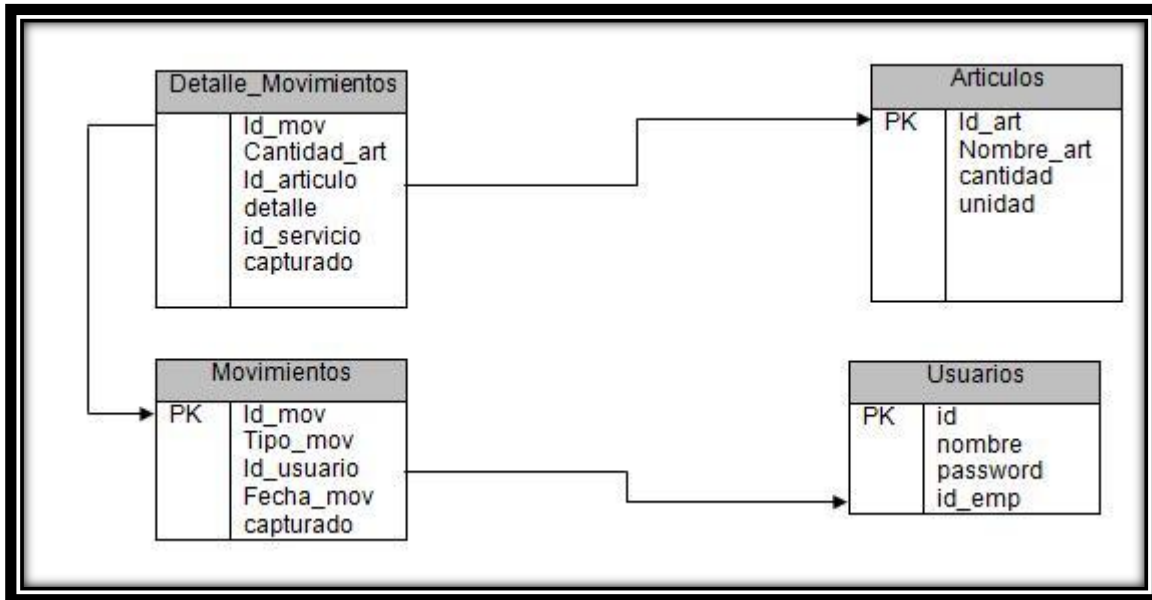 Detalle_Movimientos
Id_mov
Cantidad_art
Id_articulo
detalle
id_servicio
capturado
Articulos
PK Id_art
Nombre_art
cantidad
unidad
Movimientos
PK Id_mov
Tipo_mov
Id_usuario
Fecha_mov
capturado
Usuarios
PK id
nombre
password
id_emp